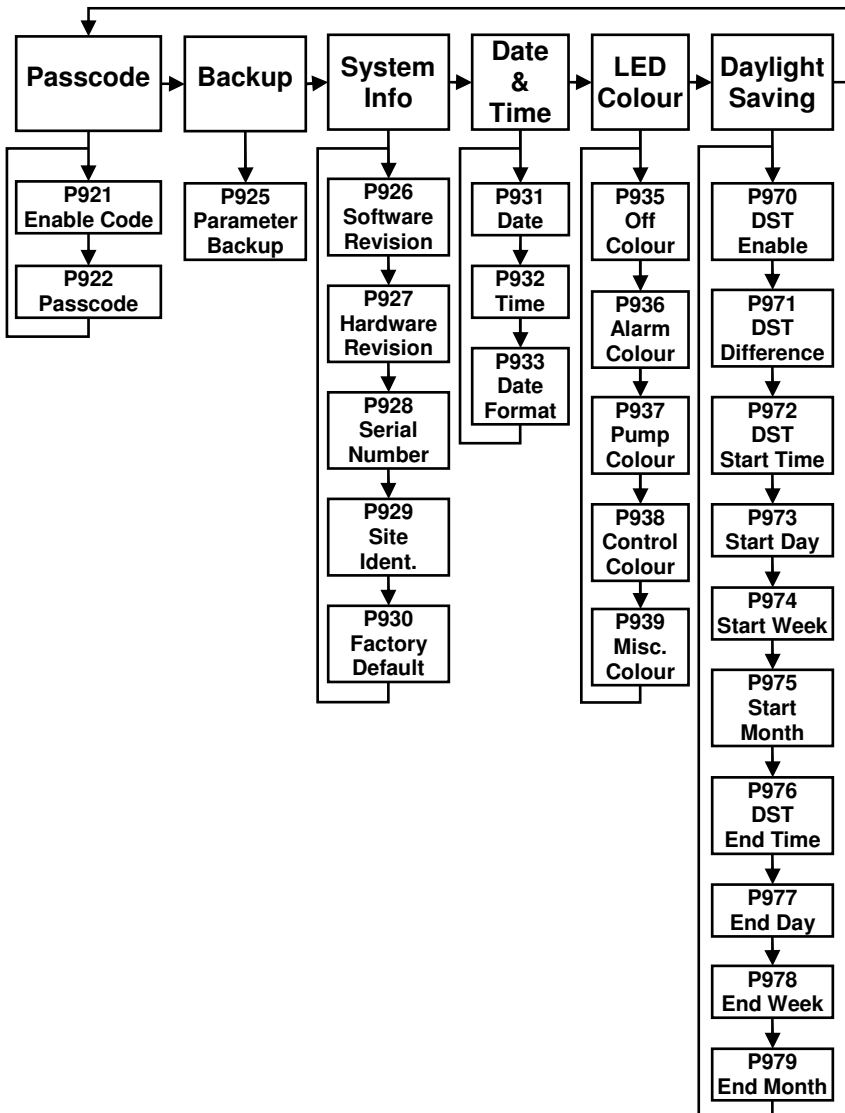 Passcode
Backup
System
Info
Date
&
Time
LED
Colour
Daylight
Saving
P921
Enable Code
P922
Passcode
P925
Parameter
Backup
P926
Software
Revision
P927
Hardware
Revision
P928
Serial
Number
P929
Site
Ident.
P930
Factory
Default
P931
Date
P932
Time
P933
Date
Format
P935
Off
Colour
P936
Alarm
Colour
P937
Pump
Colour
P938
Control
Colour
P939
Misc.
Colour
P970
DST
Enable
P971
DST
Difference
P972
DST
Start Time
P973
Start Day
P974
Start Week
P975
Start
Month
P976
DST
End Time
P977
End Day
P978
End Week
P979
End Month